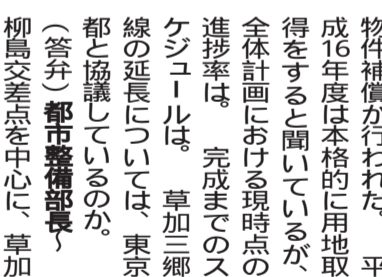 物件補償が行われた。　平
成16年度は本格的に用地取
得をすると聞いているが、
全体計画における現時点の
進捗率は。　完成までのス
ケジュールは。　草加三郷
線の延長については、東京
都と協議しているのか。
（答弁）都市整備部長～
柳島交差点を中心に、草加